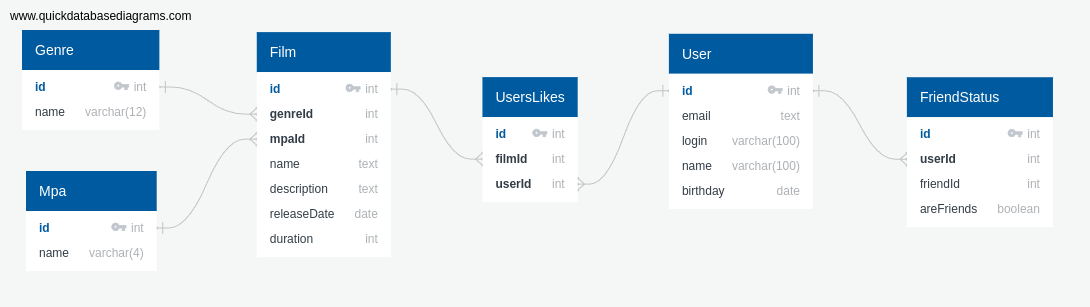 www.quickdatabasediagrams.com
Genre
id int
name varchar(12)
Mpa
id int
name varchar(4)
Film
id int
genreId int
mpaId int
name text
description text
releaseDate date
duration int
UsersLikes
id int
filmId int
userId int
User
id int
email text
login varchar(100)
name varchar(100)
birthday date
FriendStatus
id int
userId int
friendId int
areFriends boolean